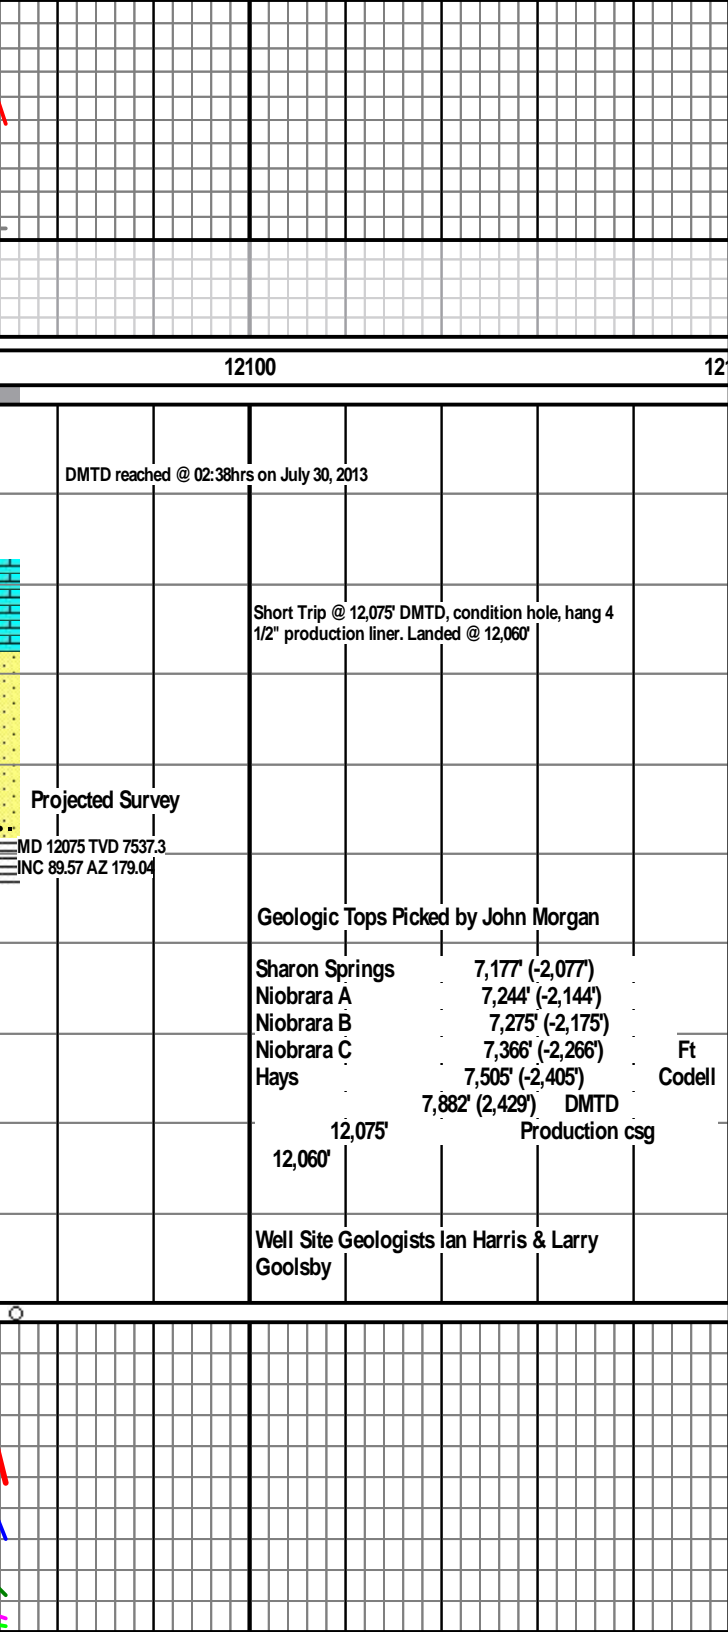 12100
DMTD reached @ 02:38hrs on July 30, 2013
Short Trip @ 12,075' DMTD, condition hole, hang 4
1/2" production liner. Landed @ 12,060'
Projected Survey
MD 12075 TVD 7537.3
INC 89.57 AZ 179.04
Geologic Tops Picked by John Morgan
Sharon Springs 7,177' (-2,077')
Niobrara A 7,244' (-2,144')
Niobrara B 7,275' (-2,175')
Niobrara C 7,366' (-2,266') Ft
Hays 7,505' (-2,405') Codell
7,882' (2,429') DMTD
12,075' Production csg
12,060'
Well Site Geologists Ian Harris & Larry
Goolsby